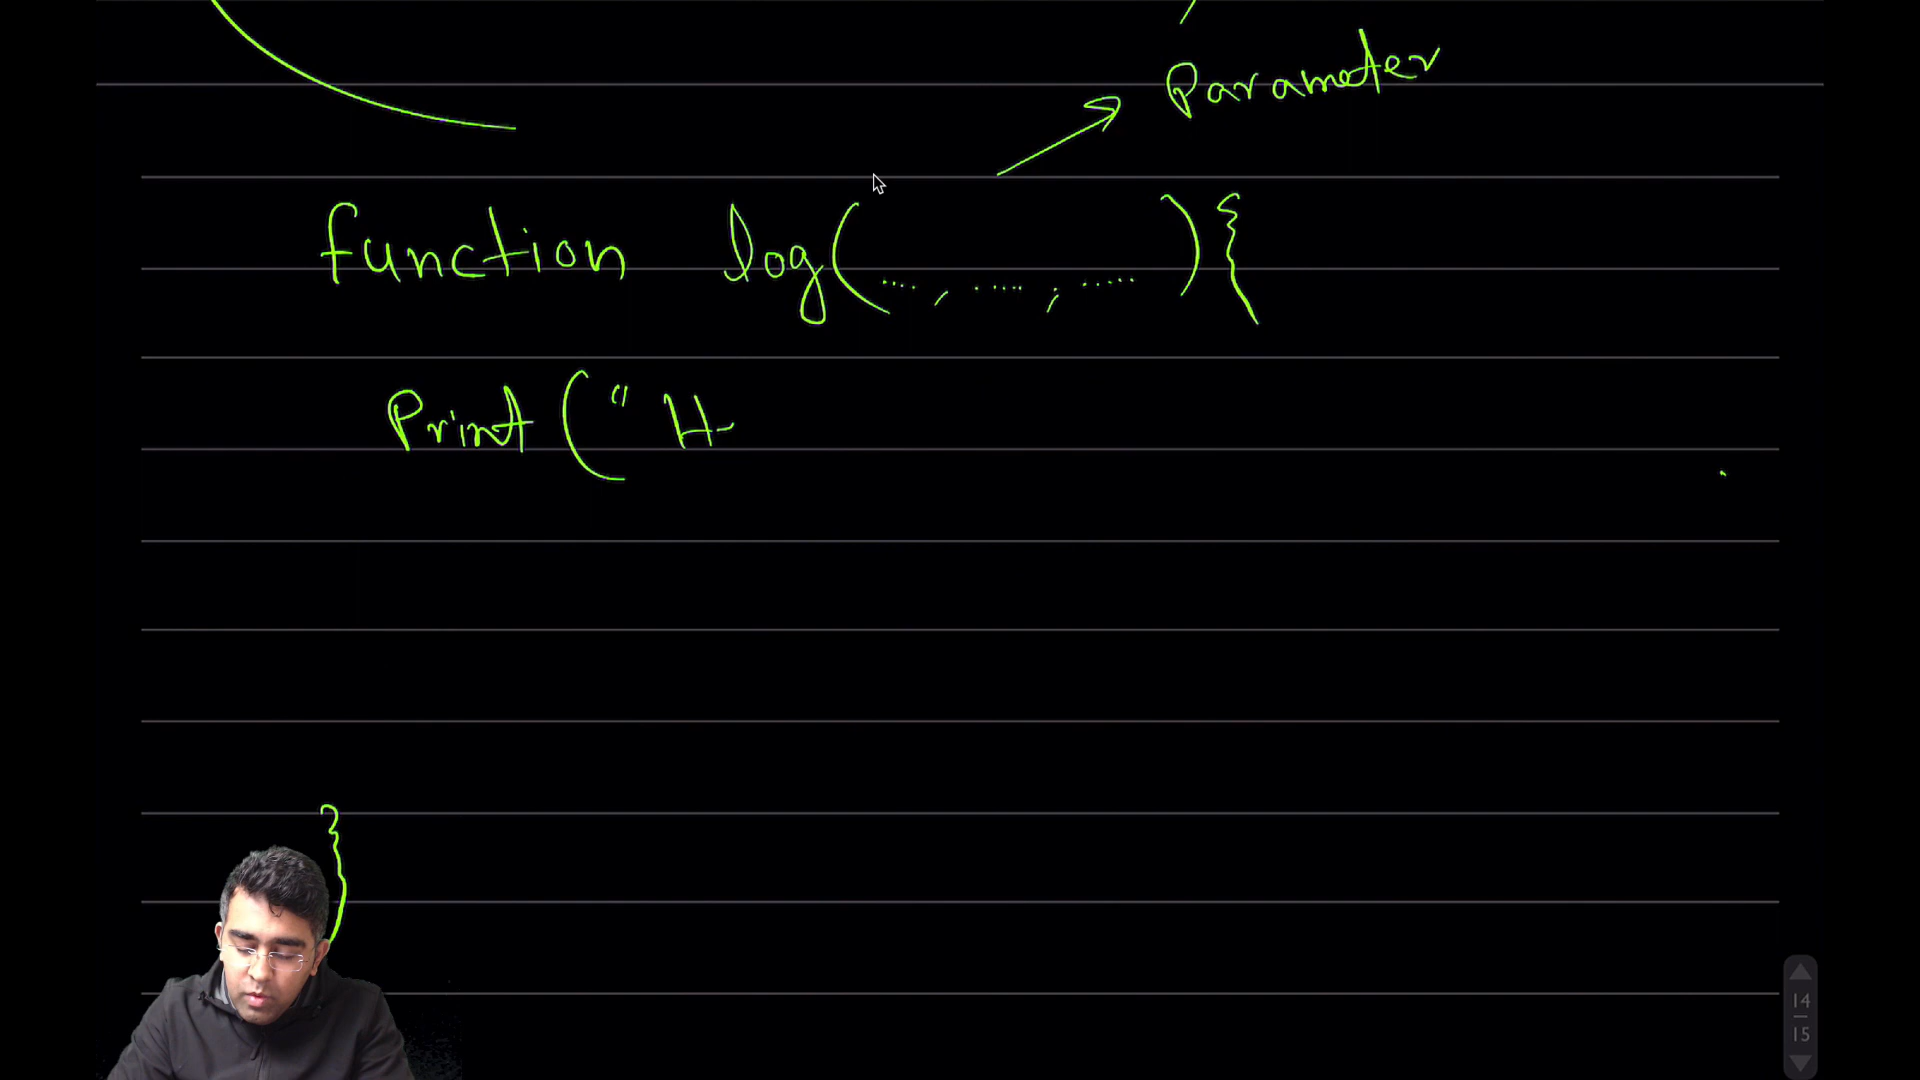 Parameter
function log(....., ....., .....){
Print (" H-
}
14
15